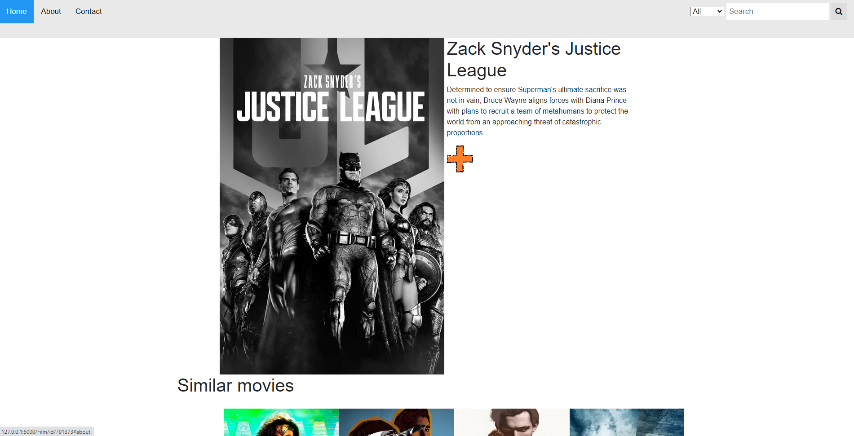 Home About Contact All Search
ZACK SNYDER'S
JUSTICE LEAGUE
Zack Snyder's Justice
League
Determined to ensure Superman's ultimate sacrifice was
not in vain, Bruce Wayne aligns forces with Diana Prince
with plans to recruit a team of metahumans to protect the
world from an approaching threat of catastrophic
proportions
Similar movies